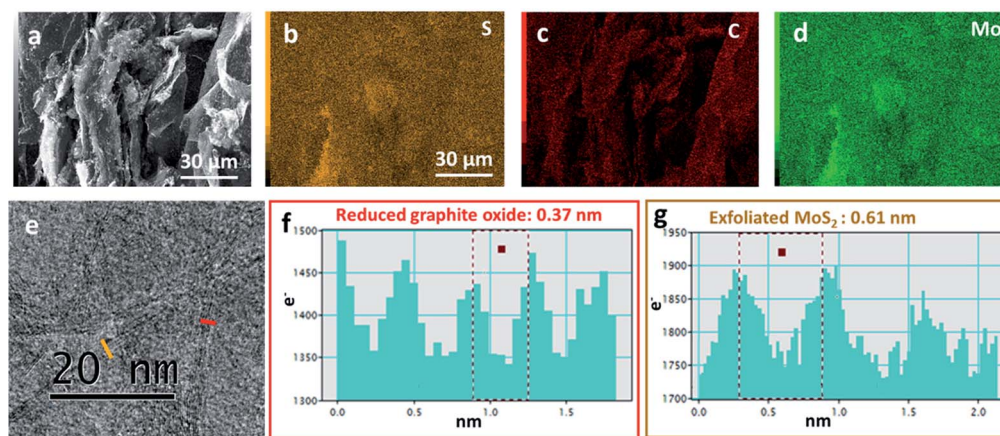 a
30 µm
b
S
30 µm
c
C
d
Mo
e
20 nm
f
Reduced graphite oxide: 0.37 nm
1500
1450
1400
1350
1300
e⁻
0.0 0.5 1.0 1.5
nm
g
Exfoliated MoS₂ : 0.61 nm
1950
1900
1850
1800
1750
1700
e⁻
0.0 0.5 1.0 1.5 2.0
nm